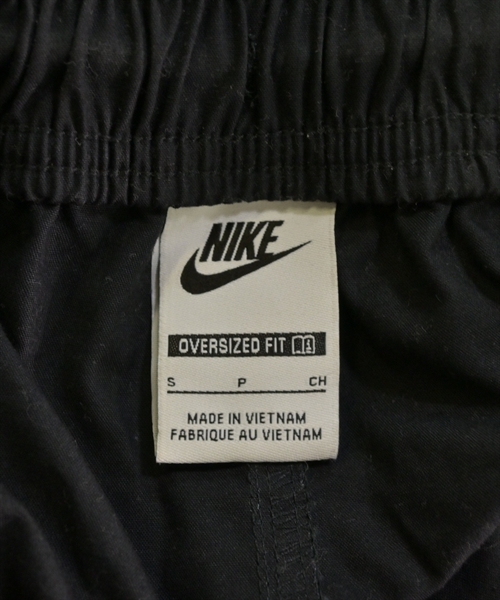 NIKE
OVERSIZED FIT
S P CH
MADE IN VIETNAM
FABRIQUE AU VIETNAM